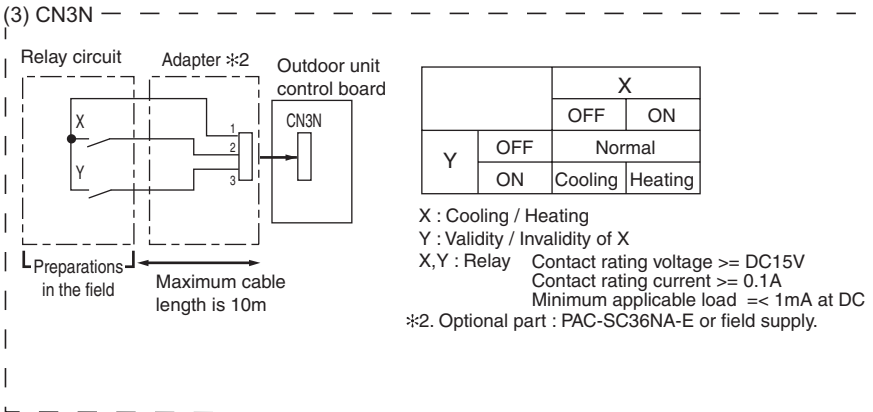 (3) CN3N
Relay circuit
Adapter ✻2
Outdoor unit
control board
X
Y
1
2
3
CN3N
Preparations
in the field
Maximum cable
length is 10m
X
OFF ON
Y OFF Normal
ON Cooling Heating
X : Cooling / Heating
Y : Validity / Invalidity of X
X,Y : Relay Contact rating voltage >= DC15V
Contact rating current >= 0.1A
Minimum applicable load =< 1mA at DC
✻2. Optional part : PAC-SC36NA-E or field supply.